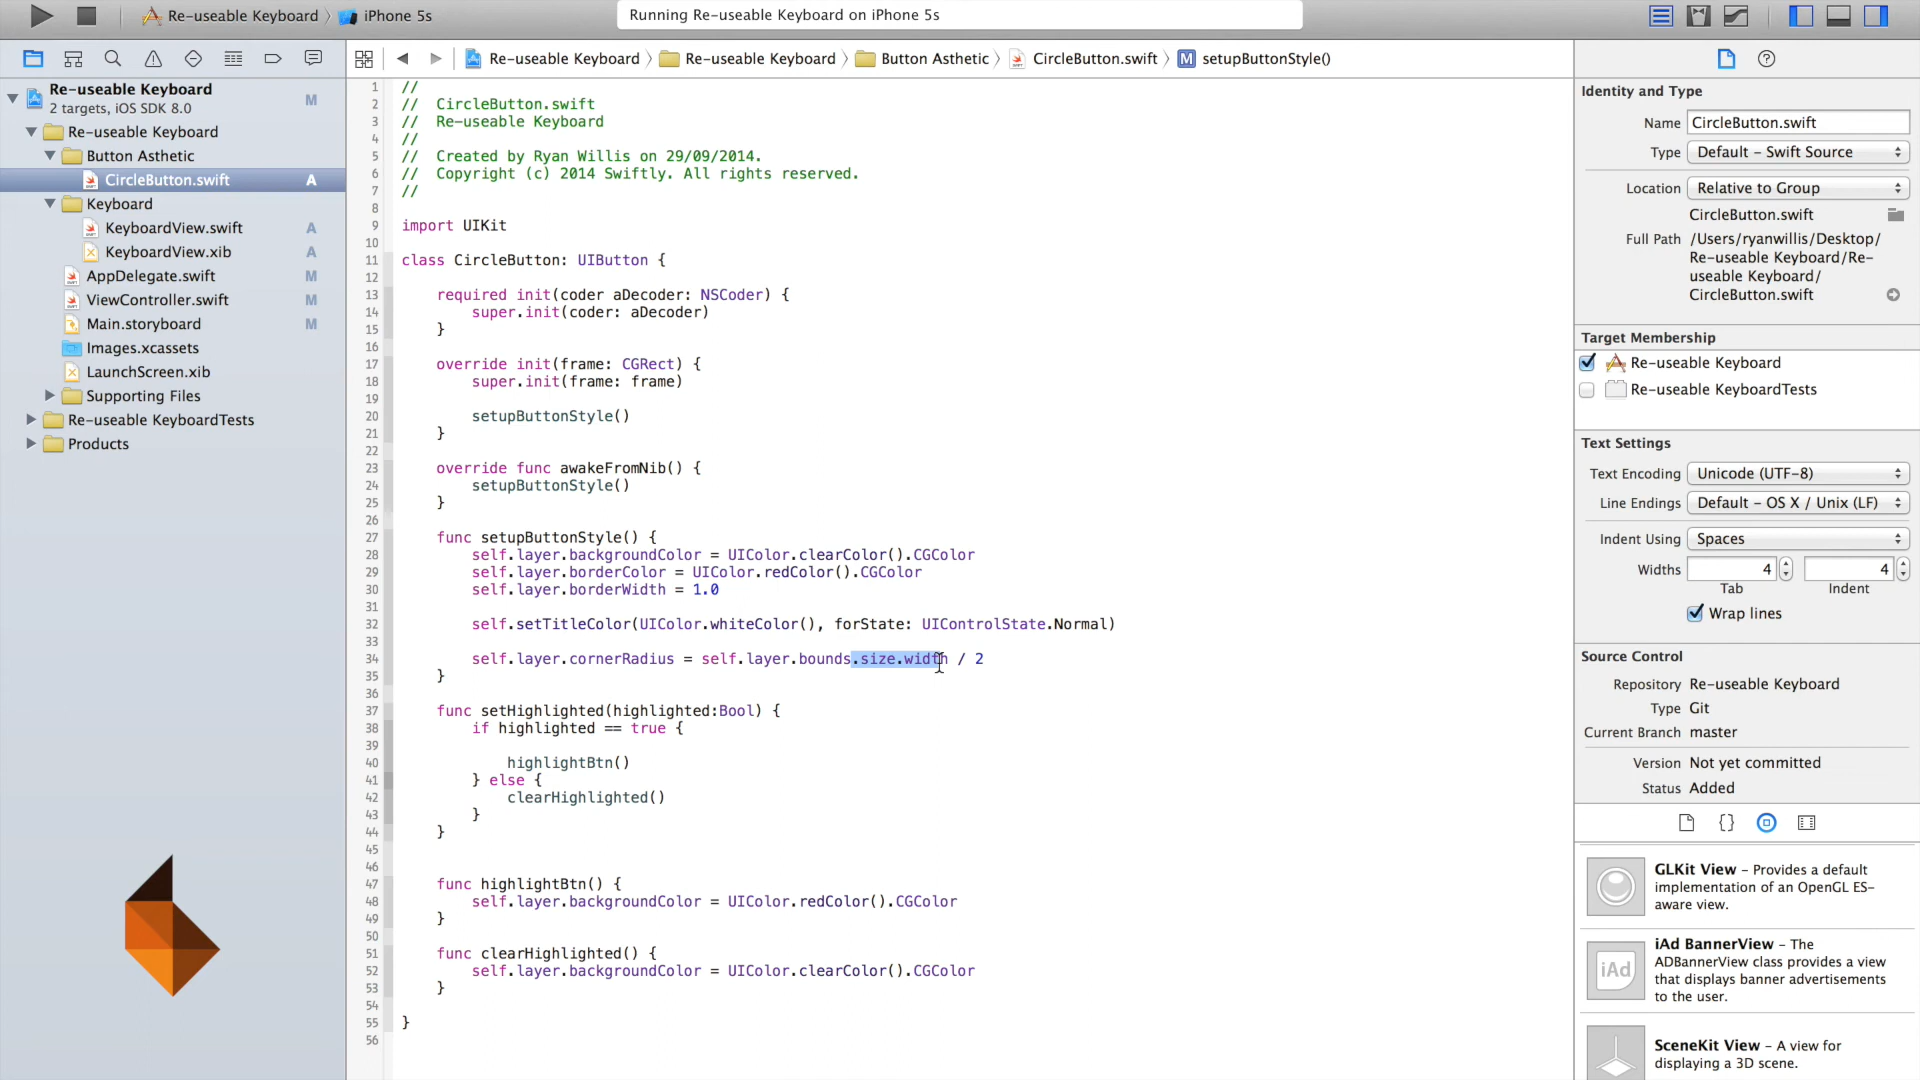 Re-useable Keyboard 〉 iPhone 5s
Running Re-useable Keyboard on iPhone 5s
Re-useable Keyboard 〉 Re-useable Keyboard 〉 Button Asthetic 〉 CircleButton.swift 〉 M setupButtonStyle()
Re-useable Keyboard M
2 targets, iOS SDK 8.0
Re-useable Keyboard
Button Asthetic
CircleButton.swift A
Keyboard
KeyboardView.swift A
KeyboardView.xib A
AppDelegate.swift M
ViewController.swift M
Main.storyboard M
Images.xcassets
LaunchScreen.xib
Supporting Files
Re-useable KeyboardTests
Products
1 //
2 //  CircleButton.swift
3 //  Re-useable Keyboard
4 //
5 //  Created by Ryan Willis on 29/09/2014.
6 //  Copyright (c) 2014 Swiftly. All rights reserved.
7 //
8
9 import UIKit
10
11 class CircleButton: UIButton {
12
13     required init(coder aDecoder: NSCoder) {
14         super.init(coder: aDecoder)
15     }
16
17     override init(frame: CGRect) {
18         super.init(frame: frame)
19
20         setupButtonStyle()
21     }
22
23     override func awakeFromNib() {
24         setupButtonStyle()
25     }
26
27     func setupButtonStyle() {
28         self.layer.backgroundColor = UIColor.clearColor().CGColor
29         self.layer.borderColor = UIColor.redColor().CGColor
30         self.layer.borderWidth = 1.0
31
32         self.setTitleColor(UIColor.whiteColor(), forState: UIControlState.Normal)
33
34         self.layer.cornerRadius = self.layer.bounds.size.width / 2
35     }
36
37     func setHighlighted(highlighted:Bool) {
38         if highlighted == true {
39
40             highlightBtn()
41         } else {
42             clearHighlighted()
43         }
44     }
45
46
47     func highlightBtn() {
48         self.layer.backgroundColor = UIColor.redColor().CGColor
49     }
50
51     func clearHighlighted() {
52         self.layer.backgroundColor = UIColor.clearColor().CGColor
53     }
54
55 }
56
Identity and Type
Name CircleButton.swift
Type Default - Swift Source
Location Relative to Group
CircleButton.swift
Full Path /Users/ryanwillis/Desktop/
Re-useable Keyboard/Re-
useable Keyboard/
CircleButton.swift
Target Membership
Re-useable Keyboard
Re-useable KeyboardTests
Text Settings
Text Encoding Unicode (UTF-8)
Line Endings Default - OS X / Unix (LF)
Indent Using Spaces
Widths 4 4
Tab Indent
Wrap lines
Source Control
Repository Re-useable Keyboard
Type Git
Current Branch master
Version Not yet committed
Status Added
{}
GLKit View - Provides a default
implementation of an OpenGL ES-
aware view.
iAd
iAd BannerView - The
ADBannerView class provides a view
that displays banner advertisements
to the user.
SceneKit View - A view for
displaying a 3D scene.